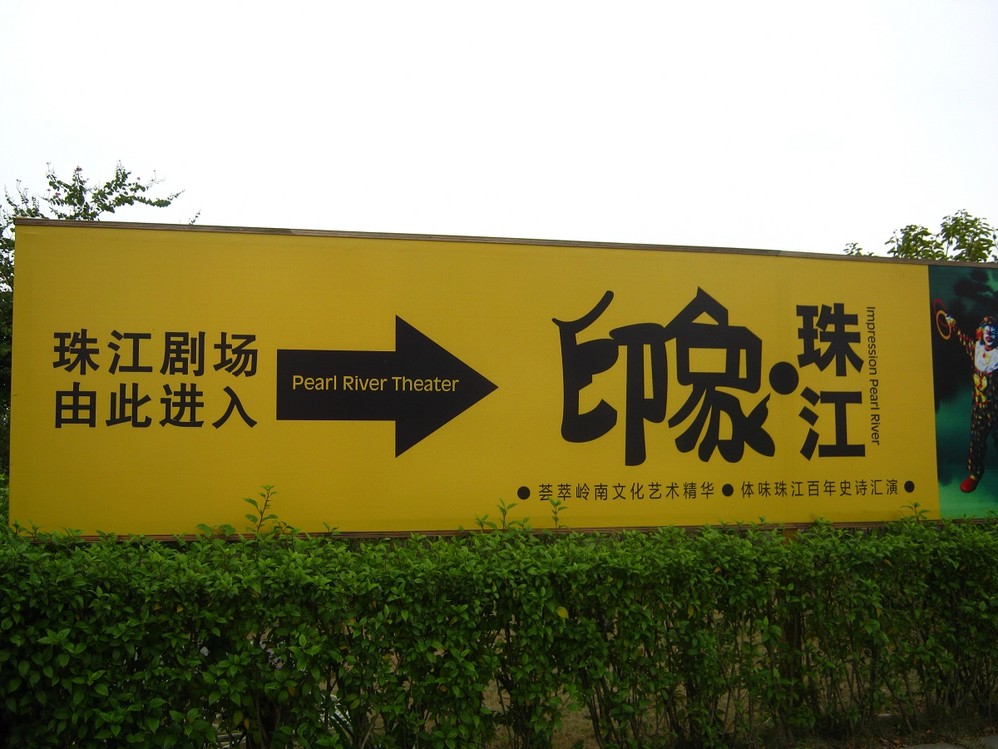 珠江剧场
由此进入
Pearl River Theater
印象·珠江
Impression Pearl River
●荟萃岭南文化艺术精华●体味珠江百年史诗汇演●